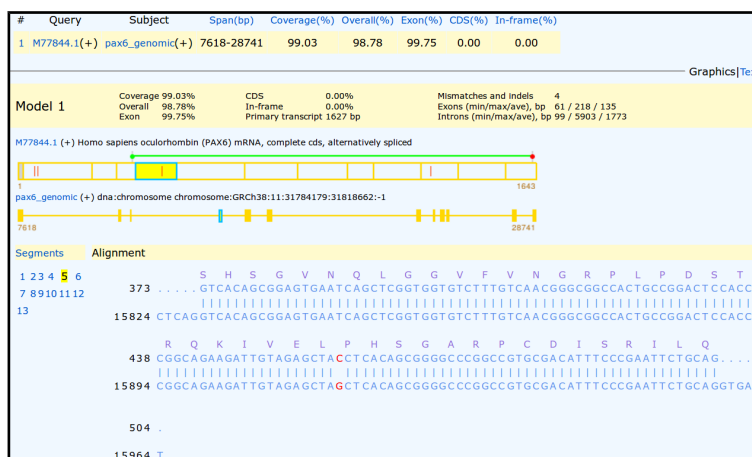 # Query Subject Span(bp) Coverage(%) Overall(%) Exon(%) CDS(%) In-frame(%)
1 M77844.1(+) pax6_genomic(+) 7618-28741 99.03 98.78 99.75 0.00 0.00
Graphics|Te
Model 1
Coverage 99.03% CDS 0.00% Mismatches and indels 4
Overall 98.78% In-frame 0.00% Exons (min/max/ave), bp 61 / 218 / 135
Exon 99.75% Primary transcript 1627 bp Introns (min/max/ave), bp 99 / 5903 / 1773
M77844.1 (+) Homo sapiens oculorhombin (PAX6) mRNA, complete cds, alternatively spliced
1 1643
pax6_genomic (+) dna:chromosome chromosome:GRCh38:11:31784179:31818662:-1
7618 28741
Segments Alignment
1 2 3 4 5 6
7 8 9 10 11 12
13
S H S G V N Q L G G V F V N G R P L P D S T
373 .....GTCACAGCGGAGTGAATCAGCTCGGTGGTGTCTTTGTCAACGGGCGGCCACTGCCGGACTCCACC
15824 CTCAGGTCACAGCGGAGTGAATCAGCTCGGTGGTGTCTTTGTCAACGGGCGGCCACTGCCGGACTCCACC
R Q K I V E L P H S G A R P C D I S R I L Q
438 CGGCAGAAGATTGTAGAGCTACCTCACAGCGGGGCCCGGCCGTGCGACATTTCCCGAATTCTGCAG....
15894 CGGCAGAAGATTGTAGAGCTAGCTCACAGCGGGGCCCGGCCGTGCGACATTTCCCGAATTCTGCAGGTGA
504 .
15964 T